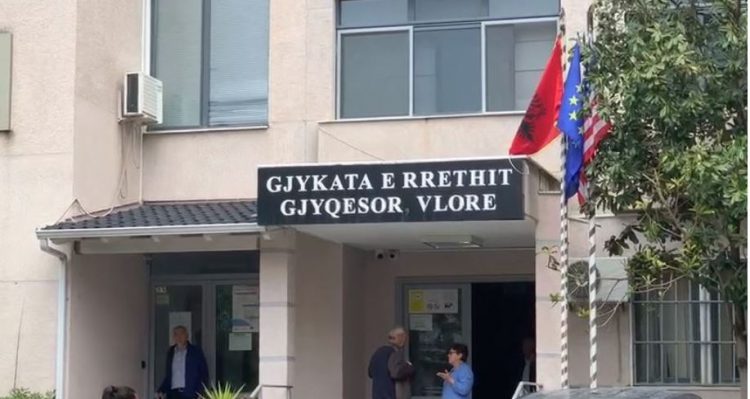 GJYKATA E RRETHIT
GJYQESOR, VLORE